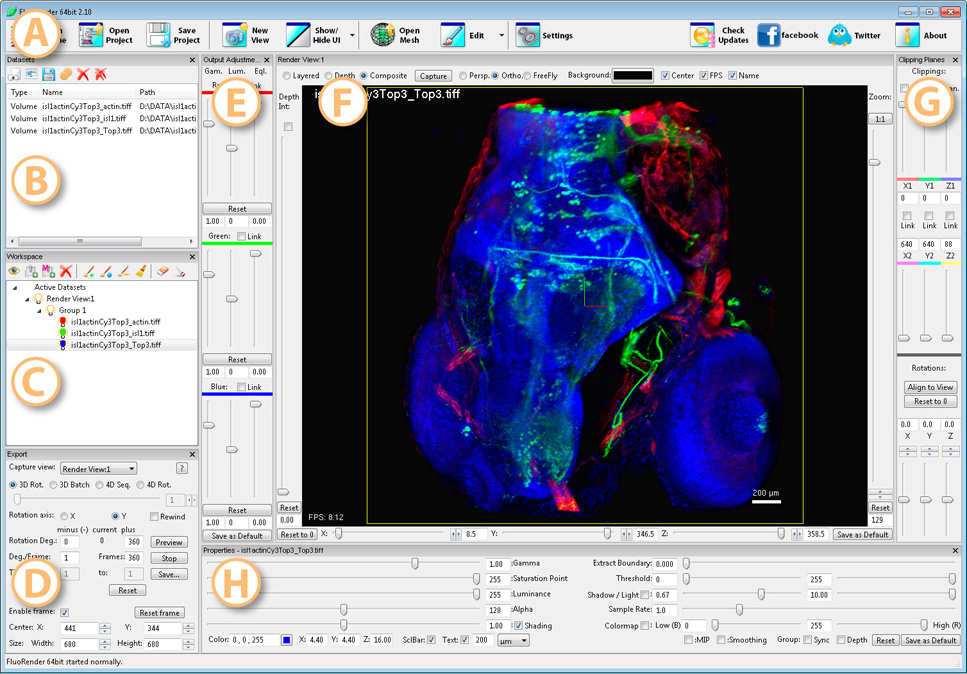 FluoRender 64bit 2.10
A
Open Project
Save Project
New View
Show/ Hide UI
Open Mesh
Edit
Settings
Check Updates
facebook
Twitter
About
Datasets
Type Name Path
Volume isl1actinCy3Top3_actin.tiff D:\DATA\isl1act
Volume isl1actinCy3Top3_isl1.tiff D:\DATA\isl1act
Volume isl1actinCy3Top3_Top3.tiff D:\DATA\isl1act
B
Workspace
Active Datasets
Render View:1
Group 1
isl1actinCy3Top3_actin.tiff
isl1actinCy3Top3_isl1.tiff
isl1actinCy3Top3_Top3.tiff
C
Export
Capture view: Render View:1 ?
3D Rot. 3D Batch 4D Seq. 4D Rot.
1
Rotation axis: X Y Rewind
minus (-) current plus
Rotation Deg.: 0 0 360 Preview
Deg./Frame: 1 Frames: 360 Stop
1 to: 1 Save...
D
Reset
Enable frame: Reset frame
Center: X: 441 Y: 344
Size: Width: 680 Height: 680
Output Adjustme...
Gam. Lum. Eql.
E
Reset
1.00 0 0.00
Green: Link
Reset
1.00 0 0.00
Blue: Link
Reset
1.00 0 0.00
Save as Default
Render View:1
Layered Depth Composite Capture Persp. Ortho. FreeFly Background: Center FPS Name
Depth Int:
F
Cy3Top3_Top3.tiff
200 μm
FPS: 8.12
Reset
0.00
Zoom:
1:1
Reset
129
Reset to 0 X: 8.5 Y: 346.5 Z: 358.5 Save as Default
Clipping Planes
Clippings:
G
X1 Y1 Z1
0 0 0
Link Link Link
640 640 88
X2 Y2 Z2
Rotations:
Align to View
Reset to 0
0.0 0.0 0.0
X Y Z
Properties - isl1actinCy3Top3_Top3.tiff
H
1.00 :Gamma Extract Boundary: 0.000
255 :Saturation Point Threshold: 0 255
255 :Luminance Shadow / Light 0.67 10.00
128 :Alpha Sample Rate: 1.0
1.00 : Shading Colormap: Low (B) 0 255 High (R)
Color: 0 , 0 , 255 X: 4.40 Y: 4.40 Z: 16.00 SclBar: Text: 200 μm :MIP :Smoothing Group: Sync Depth Reset Save as Default
FluoRender 64bit started normally.